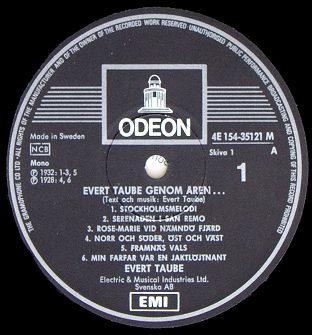 ALL RIGHTS OF THE MANUFACTURER AND OF THE OWNER OF THE RECORDED WORK RESERVED UNAUTHORISED PUBLIC PERFORMANCE BROADCASTING AND COPYING OF THIS RECORD PROHIBITED
THE GRAMOPHONE CO LTD
ODEON
Made in Sweden
4E 154-35121 M
NCB
Skiva 1
A
Mono
Ⓟ 1932: 1-3, 5
Ⓟ 1928: 4, 6
1
EVERT TAUBE GENOM ÅREN...
(Text och musik: Evert Taube)
1. STOCKHOLMSMELODI
2. SERENADEN I SAN REMO
3. ROSE-MARIE VID NÄMNDÖ FJÄRD
4. NORR OCH SÖDER, ÖST OCH VÄST
5. FRAMNÄS VALS
6. MIN FARFAR VAR EN JAKTLÖJTNANT
EVERT TAUBE
Electric & Musical Industries Ltd.
Svenska AB
EMI